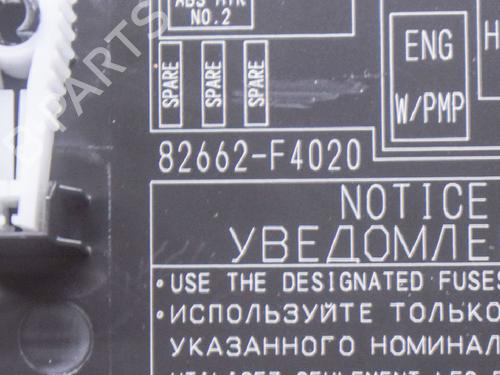 ABS MTR
NO.2
SPARE
SPARE
SPARE
ENG
W/PMP
H
82662-F4020
NOTICE
УВЕДОМЛЕ
•USE THE DESIGNATED FUSES
•ИСПОЛЬЗУЙТЕ ТОЛЬКО
УКАЗАННОГО НОМИНАЛ
B-PARTS